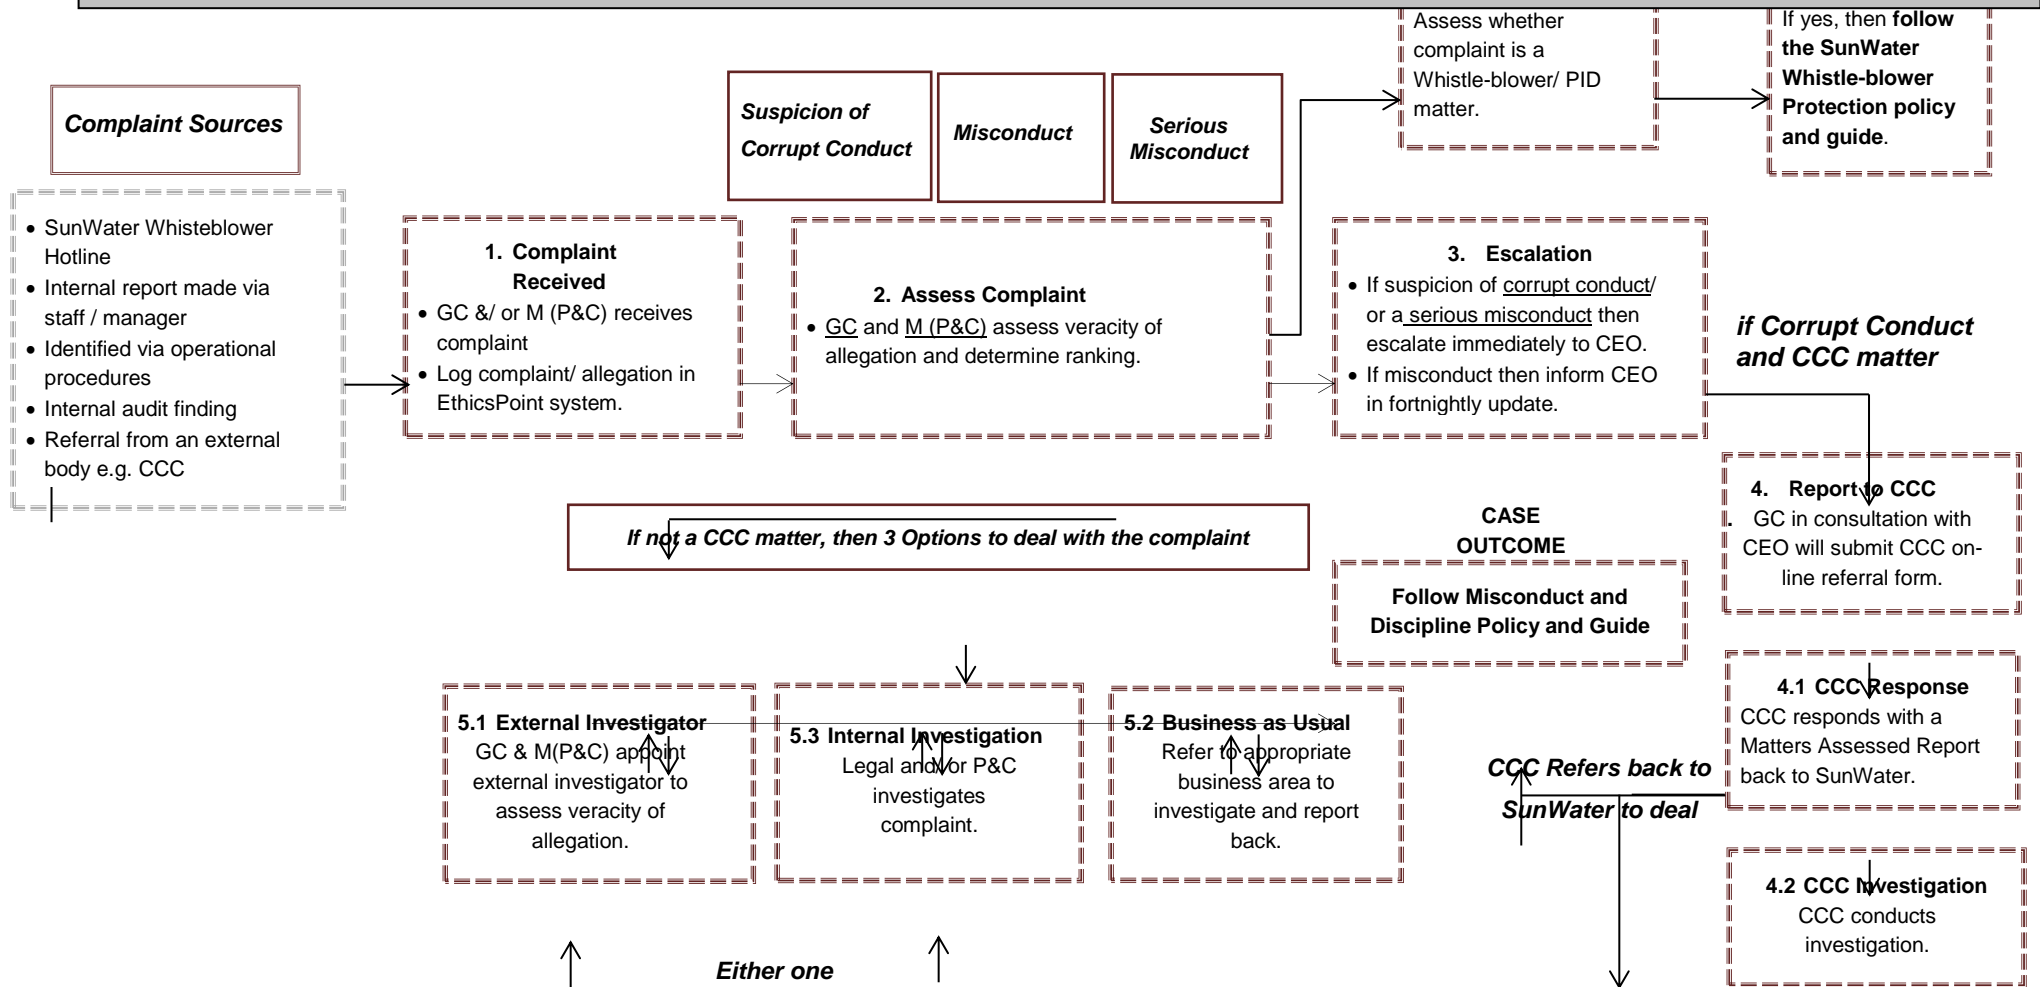 Assess whether
complaint is a
Whistle-blower/ PID
matter.
If yes, then follow
the SunWater
Whistle-blower
Protection policy
and guide.
Complaint Sources
Suspicion of
Corrupt Conduct
Misconduct
Serious
Misconduct
• SunWater Whisteblower
Hotline
• Internal report made via
staff / manager
• Identified via operational
procedures
• Internal audit finding
• Referral from an external
body e.g. CCC
1. Complaint
Received
• GC &/ or M (P&C) receives
complaint
• Log complaint/ allegation in
EthicsPoint system.
2. Assess Complaint
• GC and M (P&C) assess veracity of
allegation and determine ranking.
3. Escalation
• If suspicion of corrupt conduct/
or a serious misconduct then
escalate immediately to CEO.
• If misconduct then inform CEO
in fortnightly update.
if Corrupt Conduct
and CCC matter
4. Report to CCC
. GC in consultation with
CEO will submit CCC on-
line referral form.
If not a CCC matter, then 3 Options to deal with the complaint
CASE
OUTCOME
Follow Misconduct and
Discipline Policy and Guide
4.1 CCC Response
CCC responds with a
Matters Assessed Report
back to SunWater.
5.1 External Investigator
GC & M(P&C) appoint
external investigator to
assess veracity of
allegation.
5.3 Internal Investigation
Legal and/ or P&C
investigates
complaint.
5.2 Business as Usual
Refer to appropriate
business area to
investigate and report
back.
CCC Refers back to
SunWater to deal
4.2 CCC Investigation
CCC conducts
investigation.
Either one